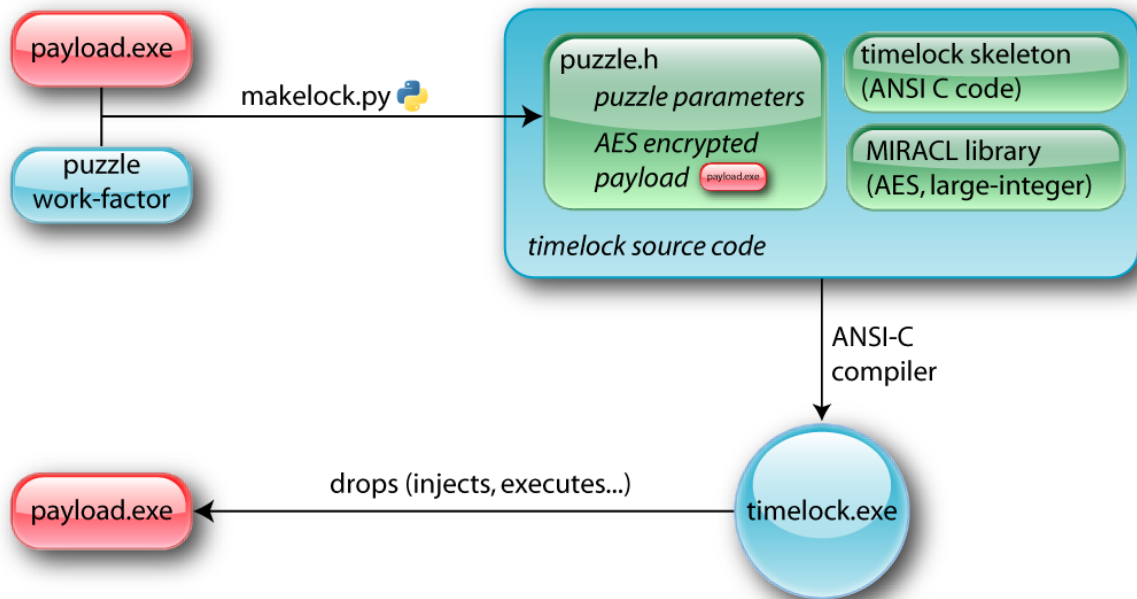 payload.exe
makelock.py
puzzle
work-factor
puzzle.h
puzzle parameters
AES encrypted
payload payload.exe
timelock skeleton
(ANSI C code)
MIRACL library
(AES, large-integer)
timelock source code
ANSI-C
compiler
timelock.exe
drops (injects, executes...)
payload.exe